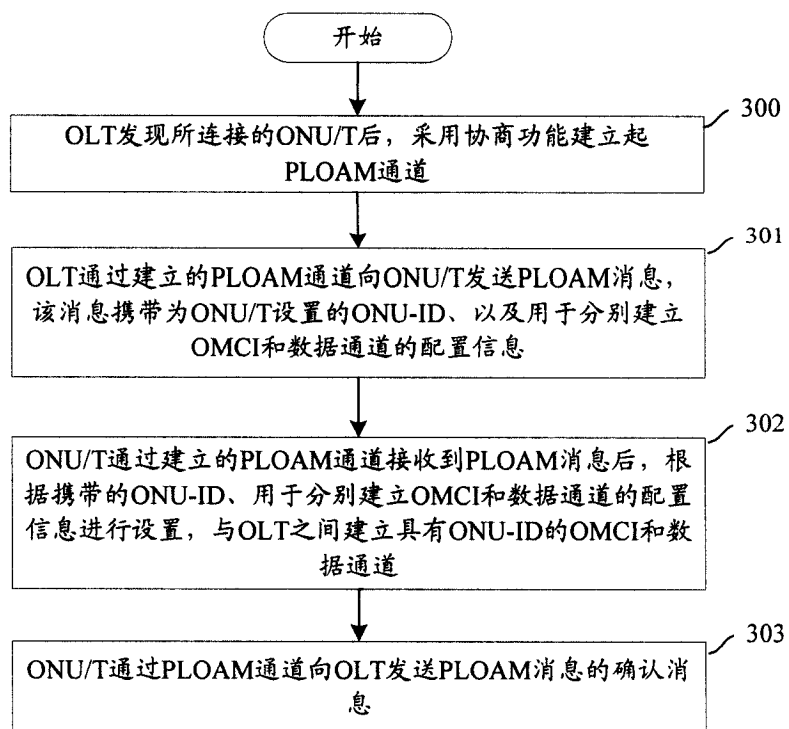 开始
300
OLT发现所连接的ONU/T后，采用协商功能建立起
PLOAM通道
301
OLT通过建立的PLOAM通道向ONU/T发送PLOAM消息，
该消息携带为ONU/T设置的ONU-ID、以及用于分别建立
OMCI和数据通道的配置信息
302
ONU/T通过建立的PLOAM通道接收到PLOAM消息后，根
据携带的ONU-ID、用于分别建立OMCI和数据通道的配置
信息进行设置，与OLT之间建立具有ONU-ID的OMCI和数
据通道
303
ONU/T通过PLOAM通道向OLT发送PLOAM消息的确认消
息